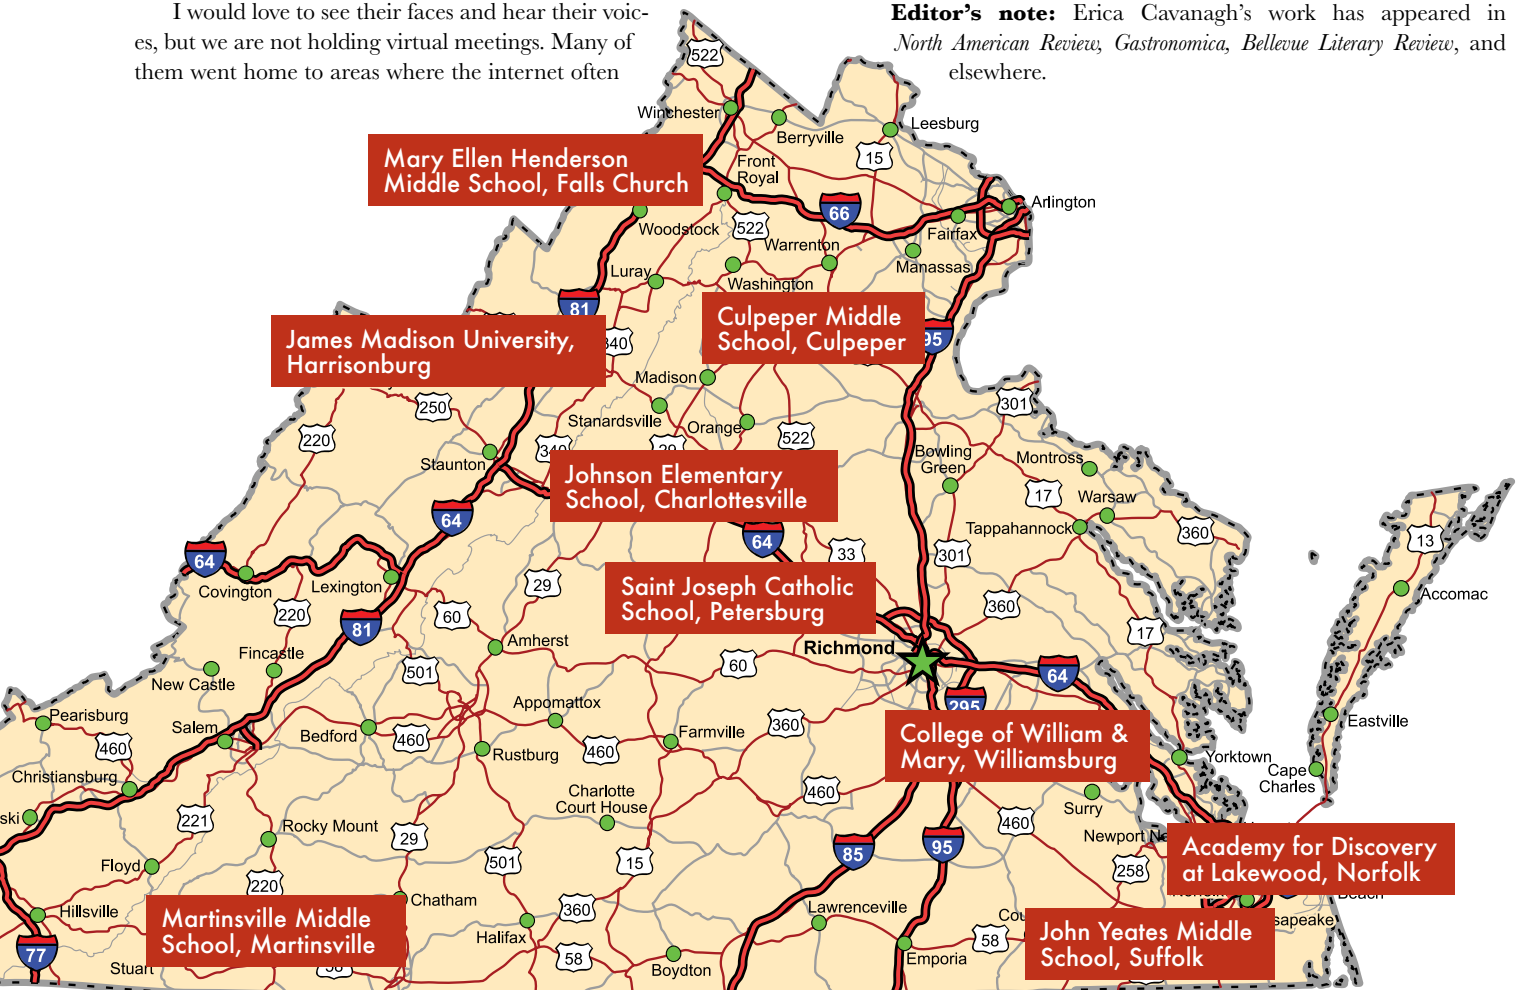 I would love to see their faces and hear their voic-
es, but we are not holding virtual meetings. Many of
them went home to areas where the internet often
Editor's note: Erica Cavanagh's work has appeared in
North American Review, Gastronomica, Bellevue Literary Review, and
elsewhere.
522
Winchester
Berryville
Leesburg
15
Mary Ellen Henderson
Middle School, Falls Church
Front
Royal
66
Arlington
Woodstock
522
Fairfax
Warrenton
Manassas
Luray
Washington
81
Culpeper Middle
School, Culpeper
95
James Madison University,
Harrisonburg
340
Madison
250
301
220
Stanardsville
Orange
522
340
29
Staunton
Bowling
Green
Montross
17
Warsaw
Johnson Elementary
School, Charlottesville
64
64
Tappahannock
360
13
64
33
301
Covington
Lexington
29
Saint Joseph Catholic
School, Petersburg
Accomac
220
60
360
81
17
Amherst
Richmond
Fincastle
60
501
64
New Castle
295
Appomattox
Pearisburg
Salem
Bedford
460
460
Rustburg
460
Farmville
360
Eastville
College of William &
Mary, Williamsburg
Yorktown
Christiansburg
Cape
Charles
Charlotte
Court House
460
Surry
ski
221
Rocky Mount
29
460
Newport Ne
85
95
501
15
Academy for Discovery
at Lakewood, Norfolk
258
Floyd
220
Chatham
360
Lawrenceville
Beach
Hillsville
Martinsville Middle
School, Martinsville
Halifax
Cou
sapeake
John Yeates Middle
School, Suffolk
77
58
58
Emporia
Stuart
58
Boydton